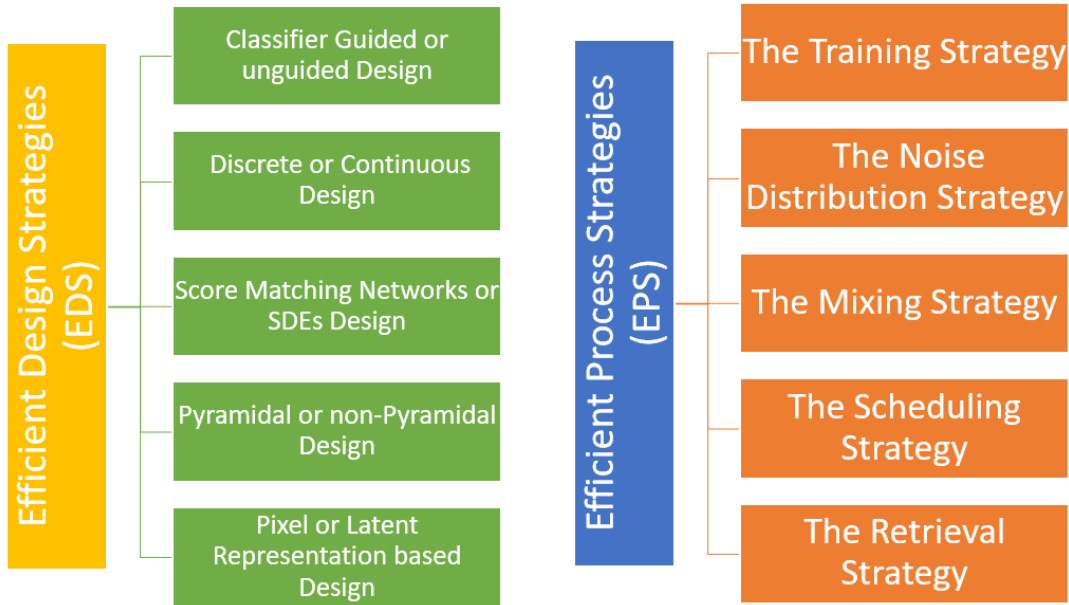 Efficient Design Strategies
(EDS)
Classifier Guided or
unguided Design
Discrete or Continuous
Design
Score Matching Networks or
SDEs Design
Pyramidal or non-Pyramidal
Design
Pixel or Latent
Representation based
Design
Efficient Process Strategies
(EPS)
The Training Strategy
The Noise
Distribution Strategy
The Mixing Strategy
The Scheduling
Strategy
The Retrieval
Strategy